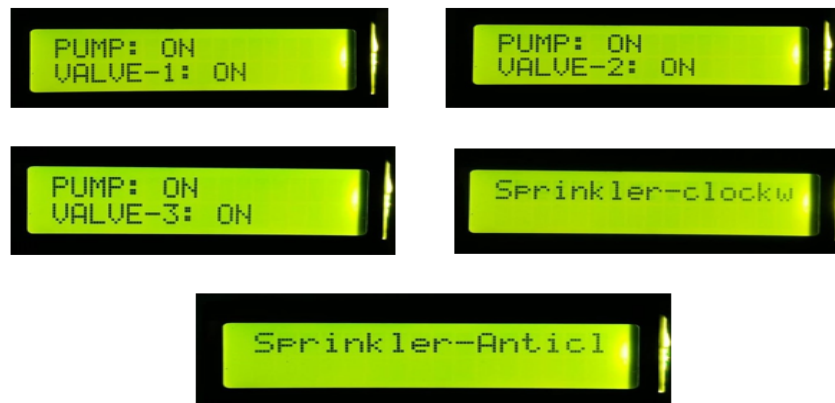 PUMP: ON
VALVE-1: ON
PUMP: ON
VALVE-2: ON
PUMP: ON
VALVE-3: ON
Sprinkler-clockw
Sprinkler-Anticl